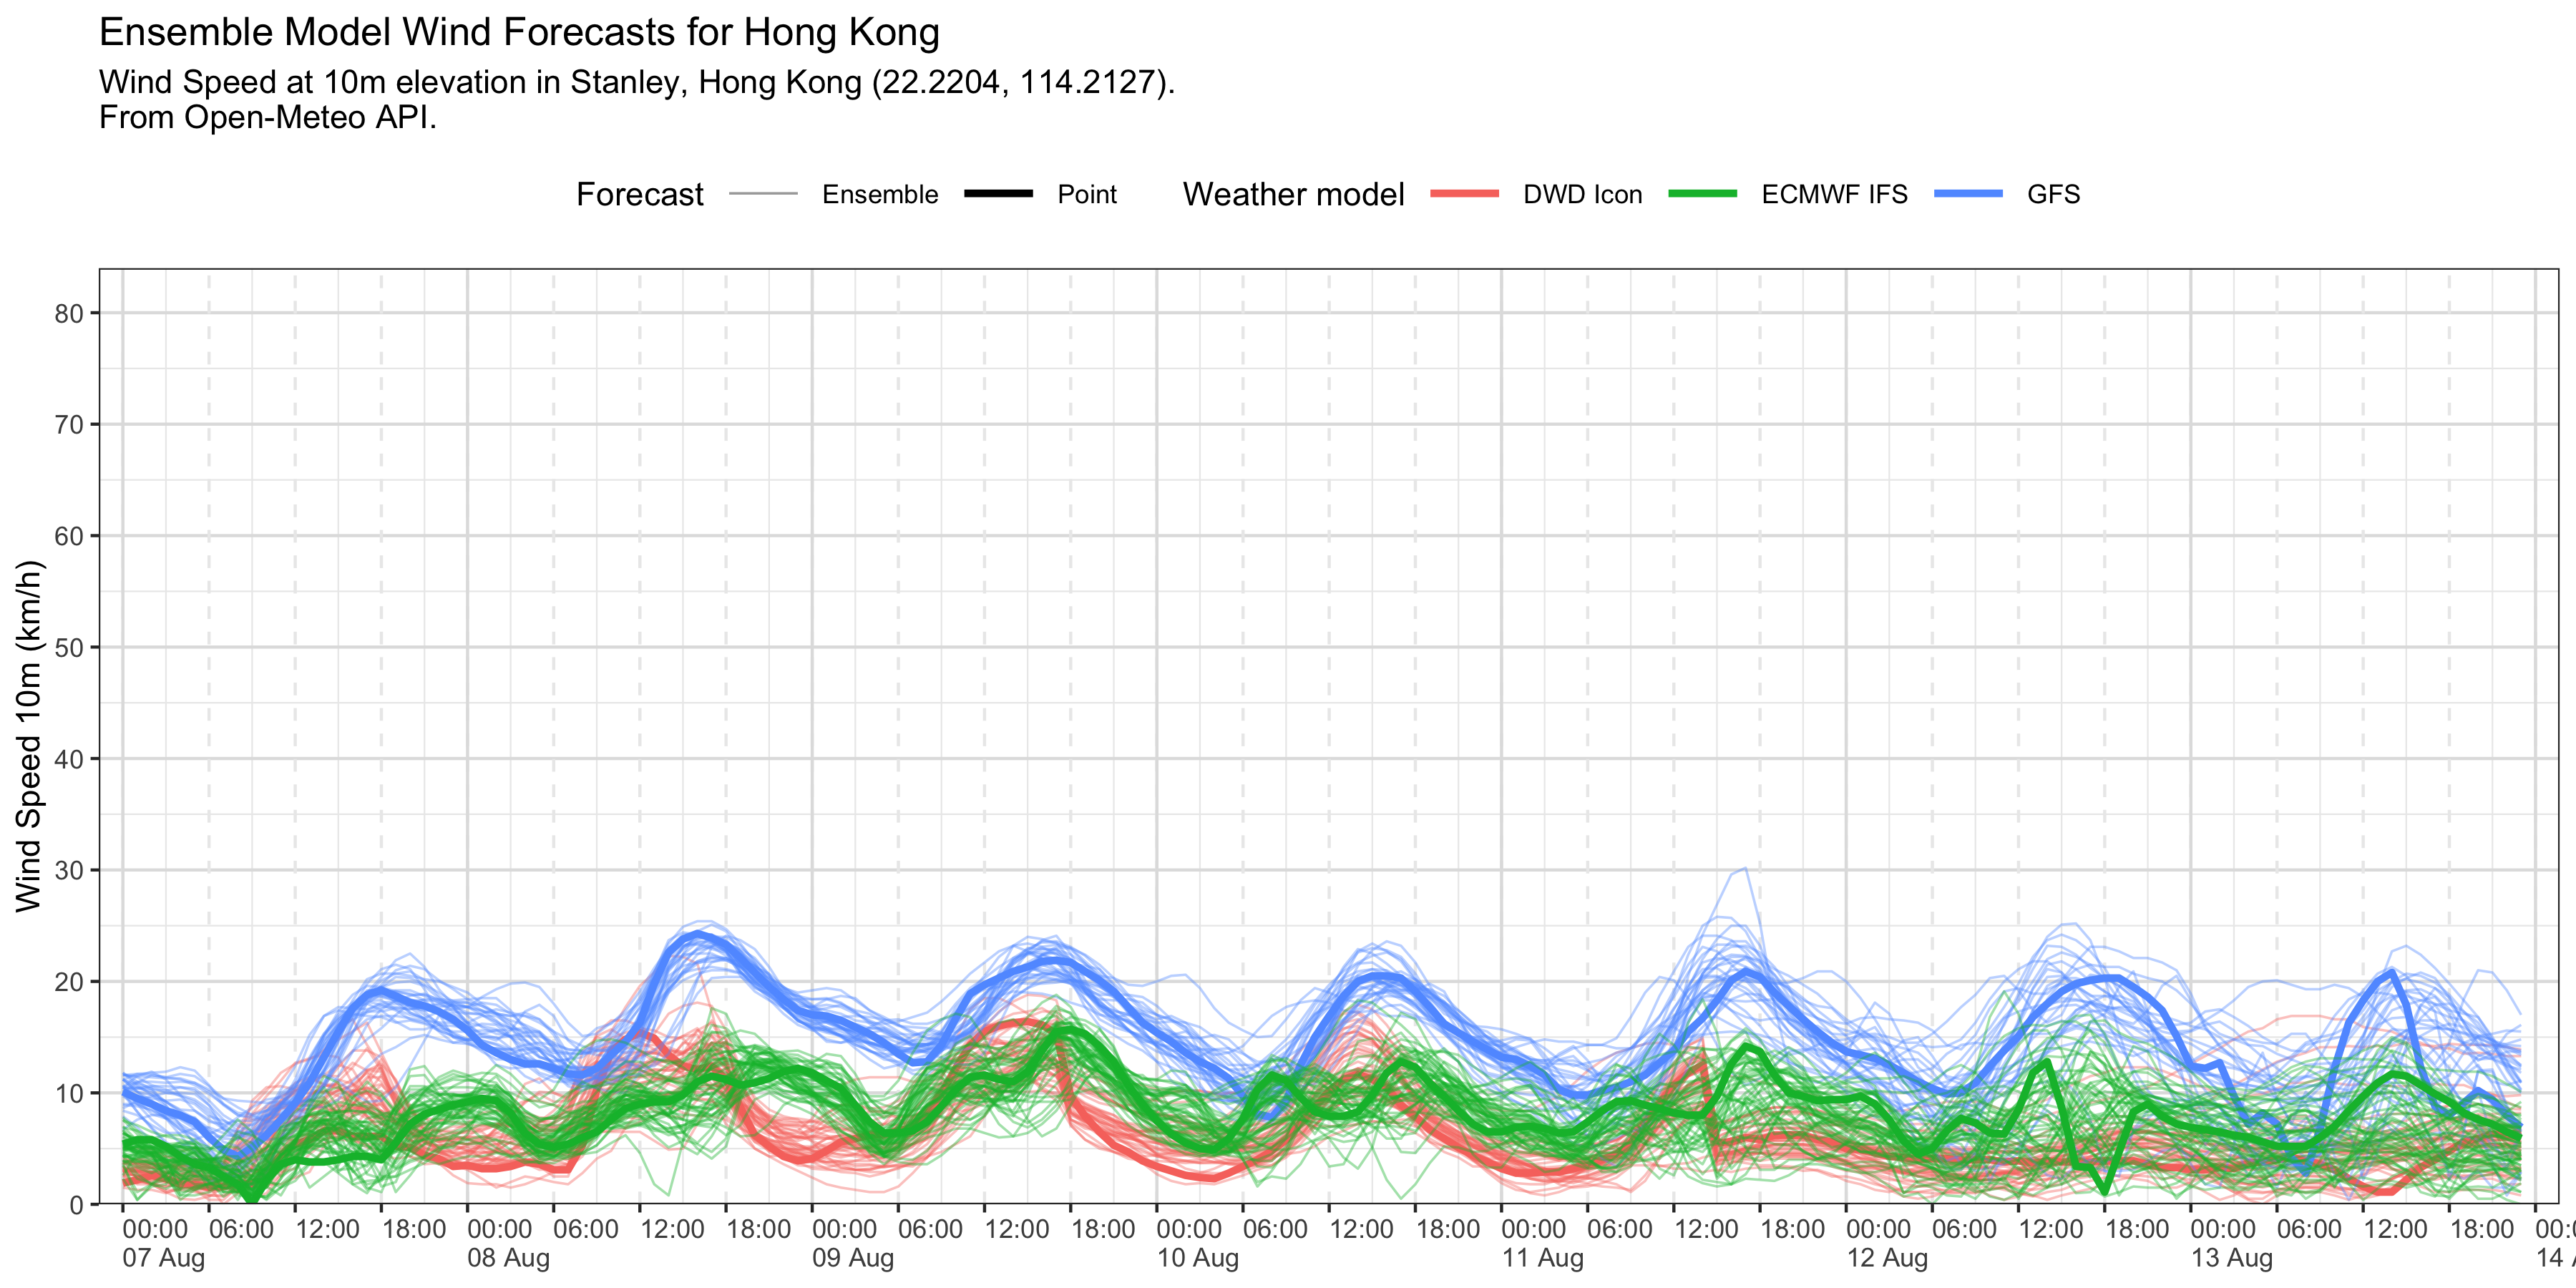 Ensemble Model Wind Forecasts for Hong Kong
Wind Speed at 10m elevation in Stanley, Hong Kong (22.2204, 114.2127).
From Open-Meteo API.
Forecast Ensemble Point Weather model DWD Icon ECMWF IFS GFS
Wind Speed 10m (km/h)
80
70
60
50
40
30
20
10
0
00:00 06:00 12:00 18:00 00:00 06:00 12:00 18:00 00:00 06:00 12:00 18:00 00:00 06:00 12:00 18:00 00:00 06:00 12:00 18:00 00:00 06:00 12:00 18:00 00:00 06:00 12:00 18:00 00:0
07 Aug 08 Aug 09 Aug 10 Aug 11 Aug 12 Aug 13 Aug 14 A